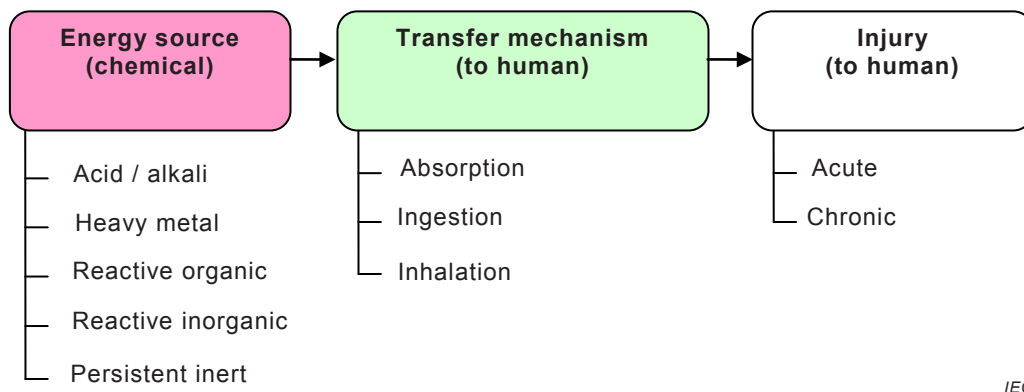 Energy source
(chemical)
Transfer mechanism
(to human)
Injury
(to human)
Acid / alkali
Heavy metal
Reactive organic
Reactive inorganic
Persistent inert
Absorption
Ingestion
Inhalation
Acute
Chronic